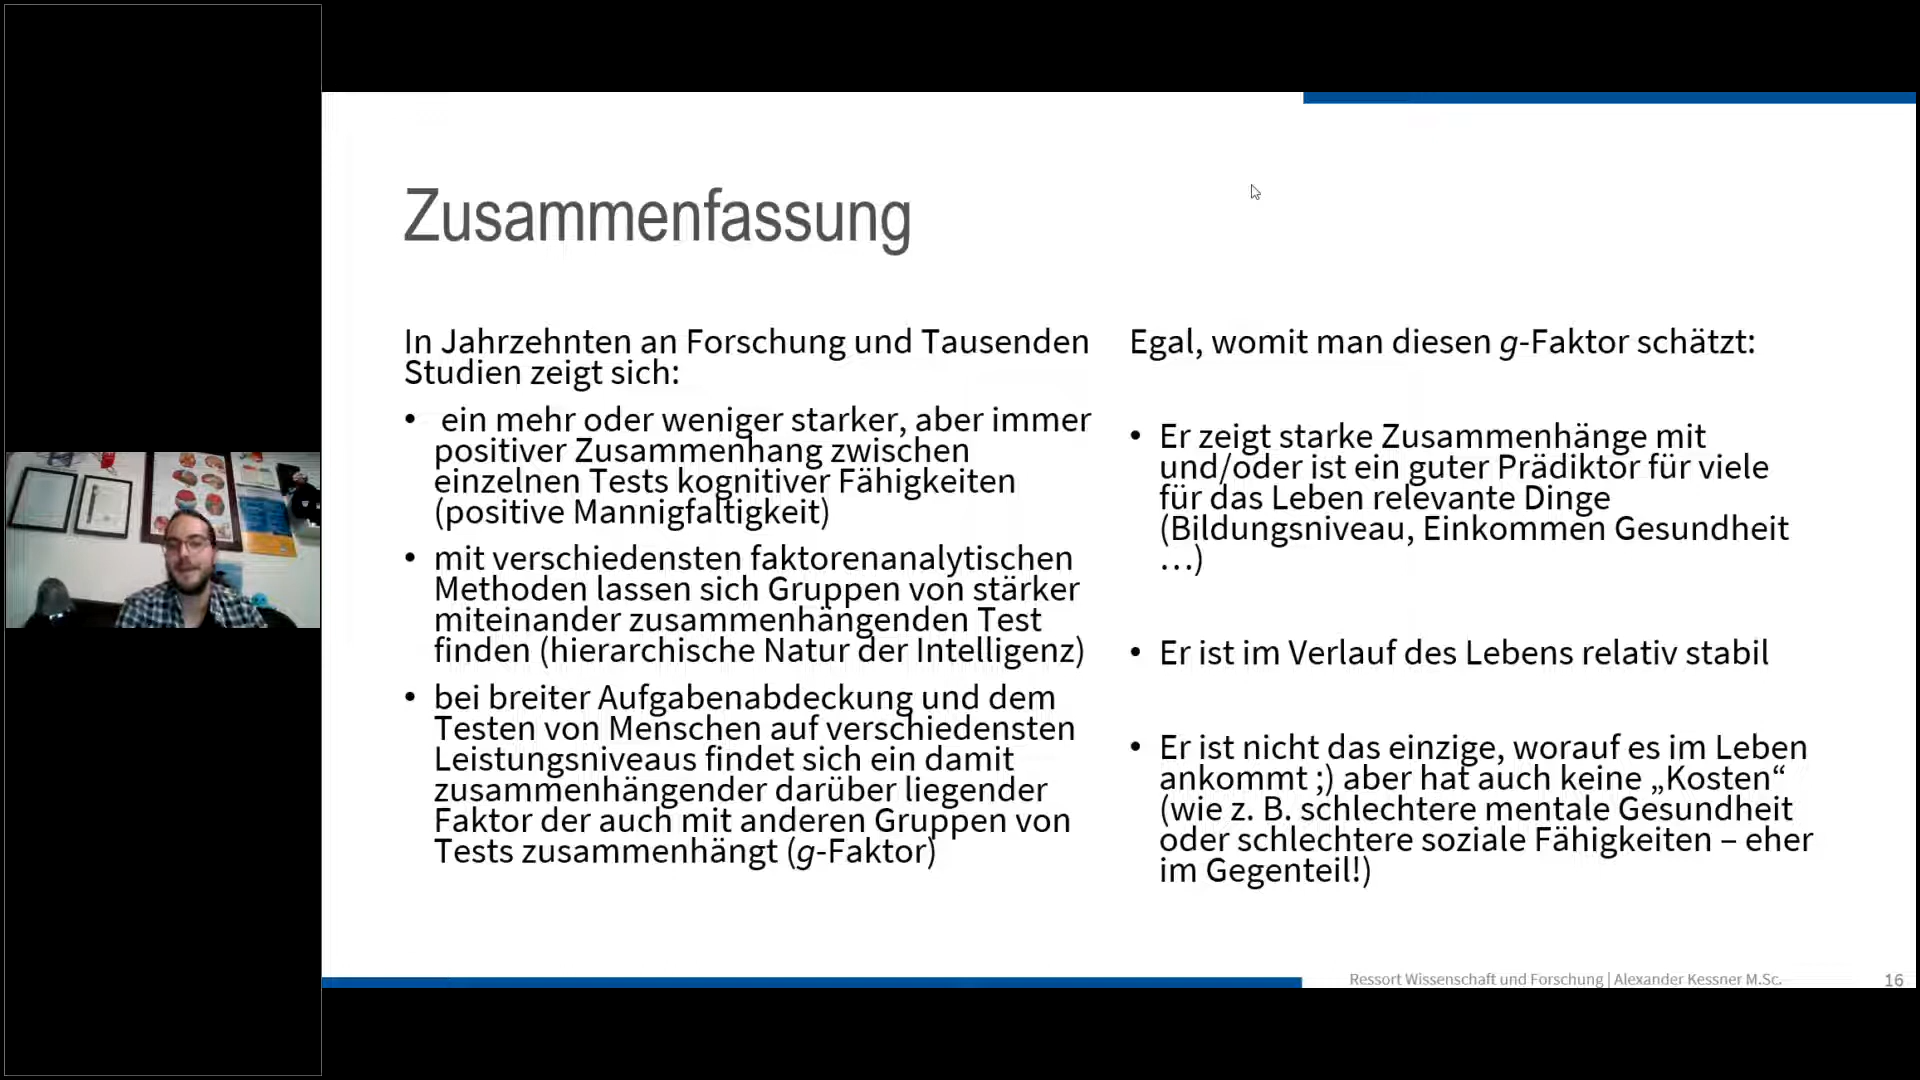 Zusammenfassung
In Jahrzehnten an Forschung und Tausenden
Studien zeigt sich:
• ein mehr oder weniger starker, aber immer
positiver Zusammenhang zwischen
einzelnen Tests kognitiver Fähigkeiten
(positive Mannigfaltigkeit)
• mit verschiedensten faktorenanalytischen
Methoden lassen sich Gruppen von stärker
miteinander zusammenhängenden Test
finden (hierarchische Natur der Intelligenz)
• bei breiter Aufgabenabdeckung und dem
Testen von Menschen auf verschiedensten
Leistungsniveaus findet sich ein damit
zusammenhängender darüber liegender
Faktor der auch mit anderen Gruppen von
Tests zusammenhängt (g-Faktor)
Egal, womit man diesen g-Faktor schätzt:
• Er zeigt starke Zusammenhänge mit
und/oder ist ein guter Prädiktor für viele
für das Leben relevante Dinge
(Bildungsniveau, Einkommen Gesundheit
…)
• Er ist im Verlauf des Lebens relativ stabil
• Er ist nicht das einzige, worauf es im Leben
ankommt ;) aber hat auch keine „Kosten“
(wie z. B. schlechtere mentale Gesundheit
oder schlechtere soziale Fähigkeiten – eher
im Gegenteil!)
Ressort Wissenschaft und Forschung | Alexander Kessner M.Sc.
16